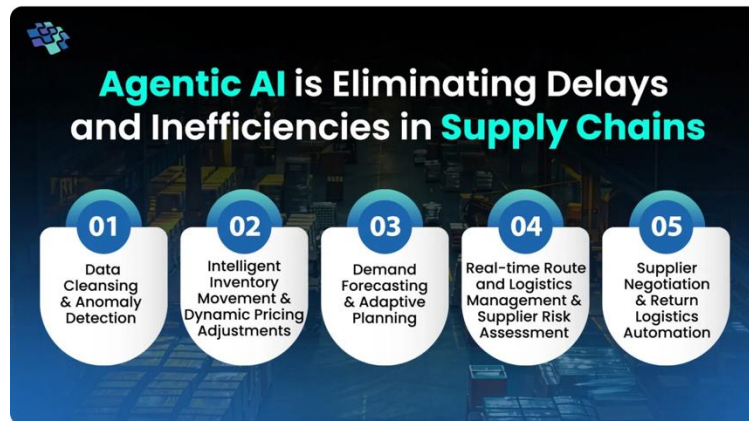 Agentic AI is Eliminating Delays
and Inefficiencies in Supply Chains
01
Data
Cleansing
& Anomaly
Detection
02
Intelligent
Inventory
Movement &
Dynamic Pricing
Adjustments
03
Demand
Forecasting
& Adaptive
Planning
04
Real-time Route
and Logistics
Management &
Supplier Risk
Assessment
05
Supplier
Negotiation
& Return
Logistics
Automation